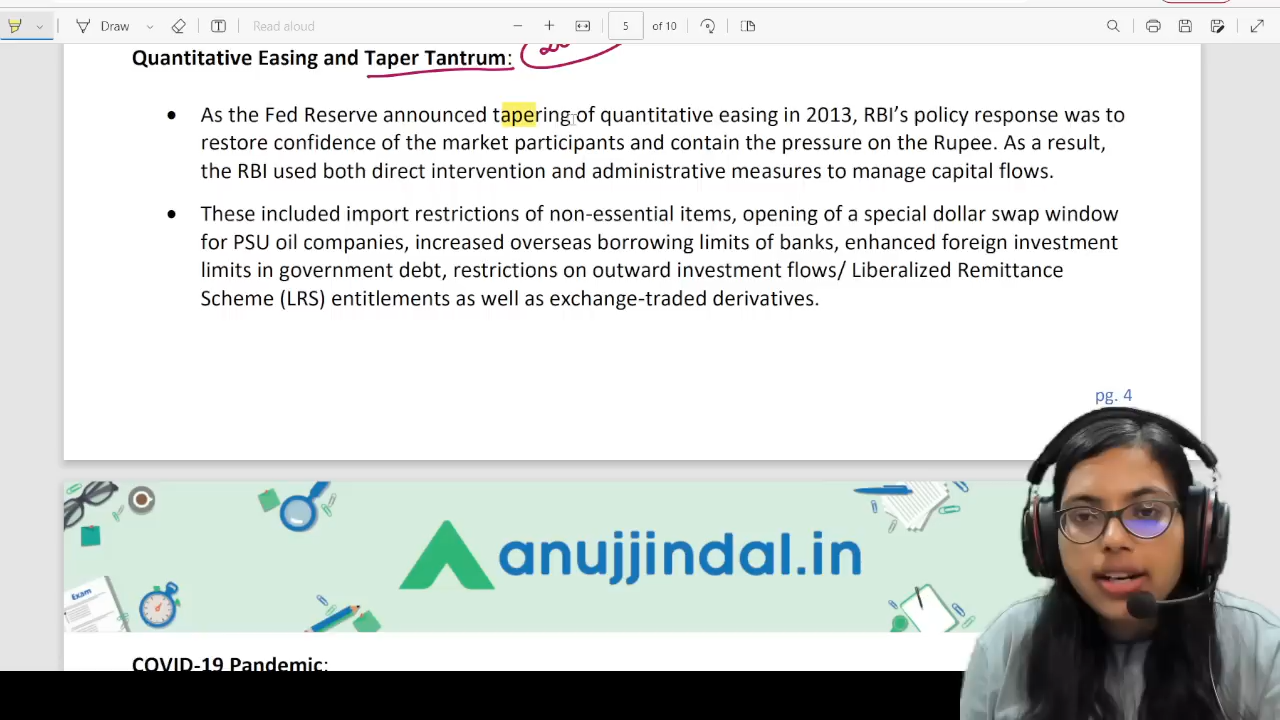 Draw
Read aloud
5 of 10
Quantitative Easing and Taper Tantrum:
• As the Fed Reserve announced tapering of quantitative easing in 2013, RBI’s policy response was to
restore confidence of the market participants and contain the pressure on the Rupee. As a result,
the RBI used both direct intervention and administrative measures to manage capital flows.
• These included import restrictions of non-essential items, opening of a special dollar swap window
for PSU oil companies, increased overseas borrowing limits of banks, enhanced foreign investment
limits in government debt, restrictions on outward investment flows/ Liberalized Remittance
Scheme (LRS) entitlements as well as exchange-traded derivatives.
pg. 4
Exam
anujjindal.in
COVID-19 Pandemic: